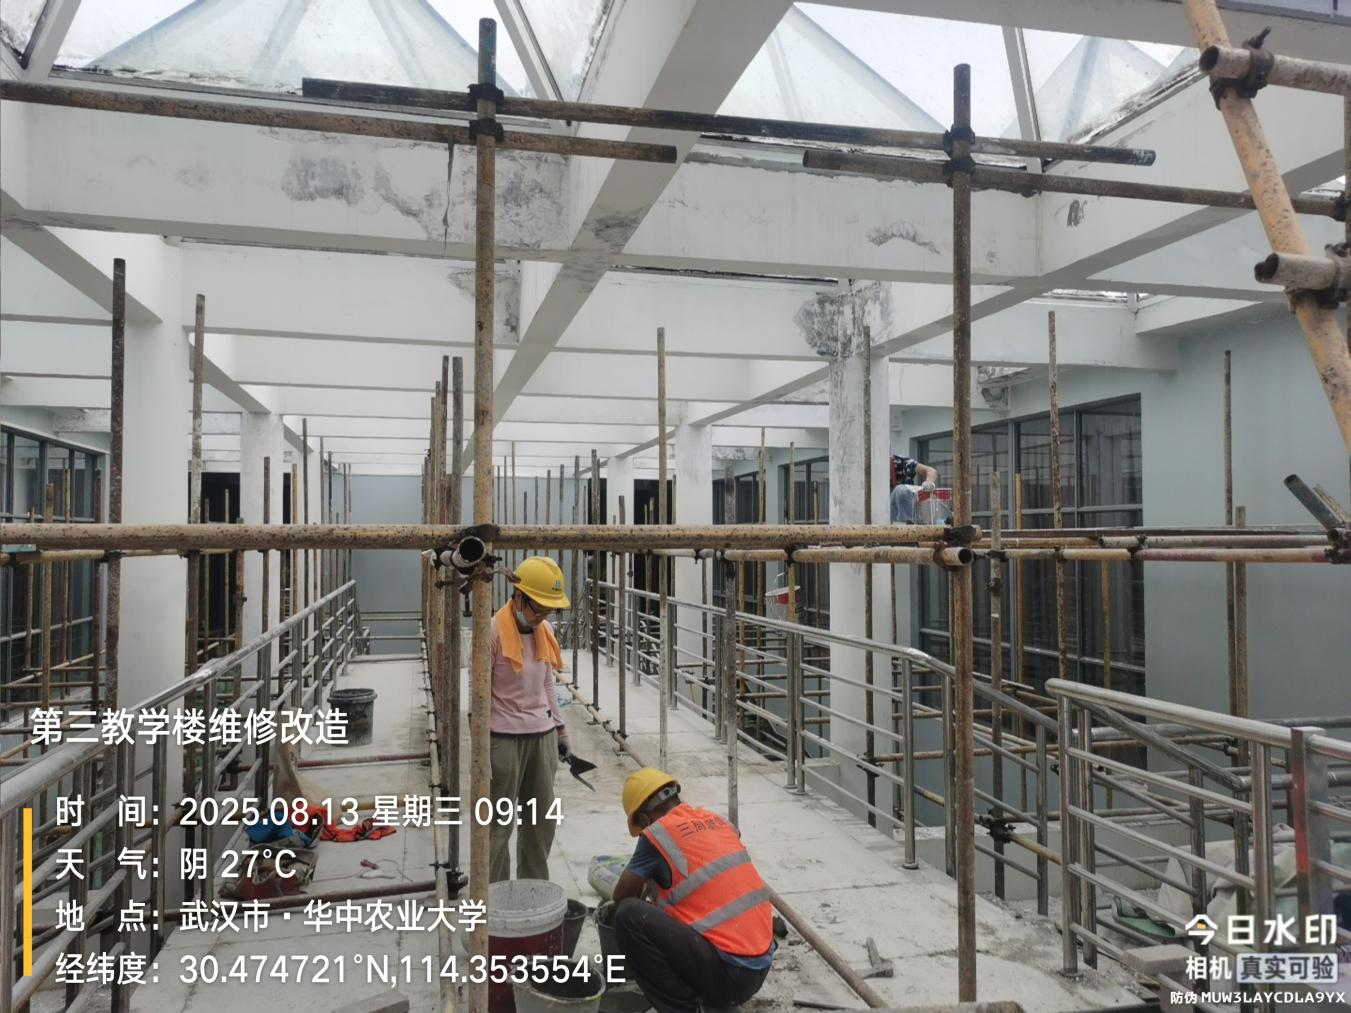 第三教学楼维修改造
时 间：2025.08.13 星期三 09:14
天 气：阴 27°C
地 点：武汉市·华中农业大学
经纬度：30.474721°N,114.353554°E
今日水印
相机 真实可验
防伪 MUW3LAYCDLA9YX